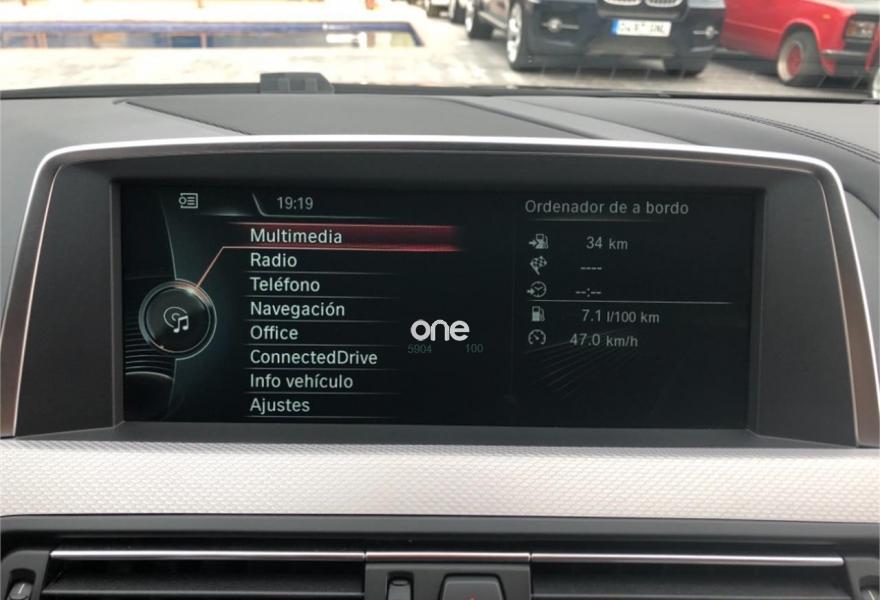 19:19
Multimedia
Radio
Teléfono
Navegación
Office
ConnectedDrive
Info vehículo
Ajustes
Ordenador de a bordo
34 km
----
--:--
7.1 l/100 km
47.0 km/h
one
5904 100